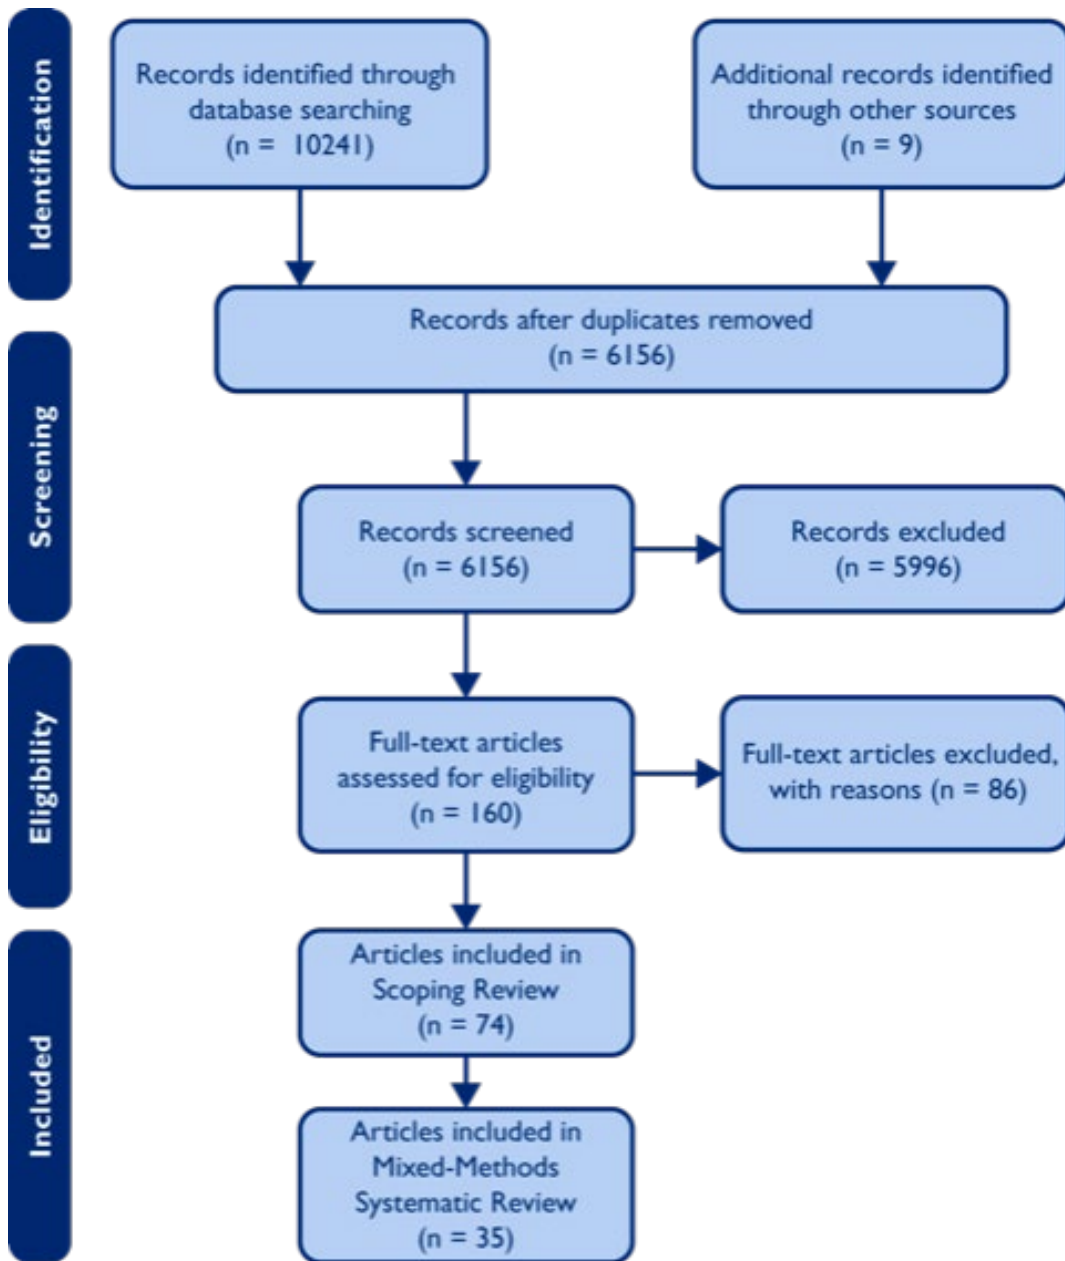 Identification
Records identified through
database searching
(n = 10241)
Additional records identified
through other sources
(n = 9)
Records after duplicates removed
(n = 6156)
Screening
Records screened
(n = 6156)
Records excluded
(n = 5996)
Eligibility
Full-text articles
assessed for eligibility
(n = 160)
Full-text articles excluded,
with reasons (n = 86)
Included
Articles included in
Scoping Review
(n = 74)
Articles included in
Mixed-Methods
Systematic Review
(n = 35)